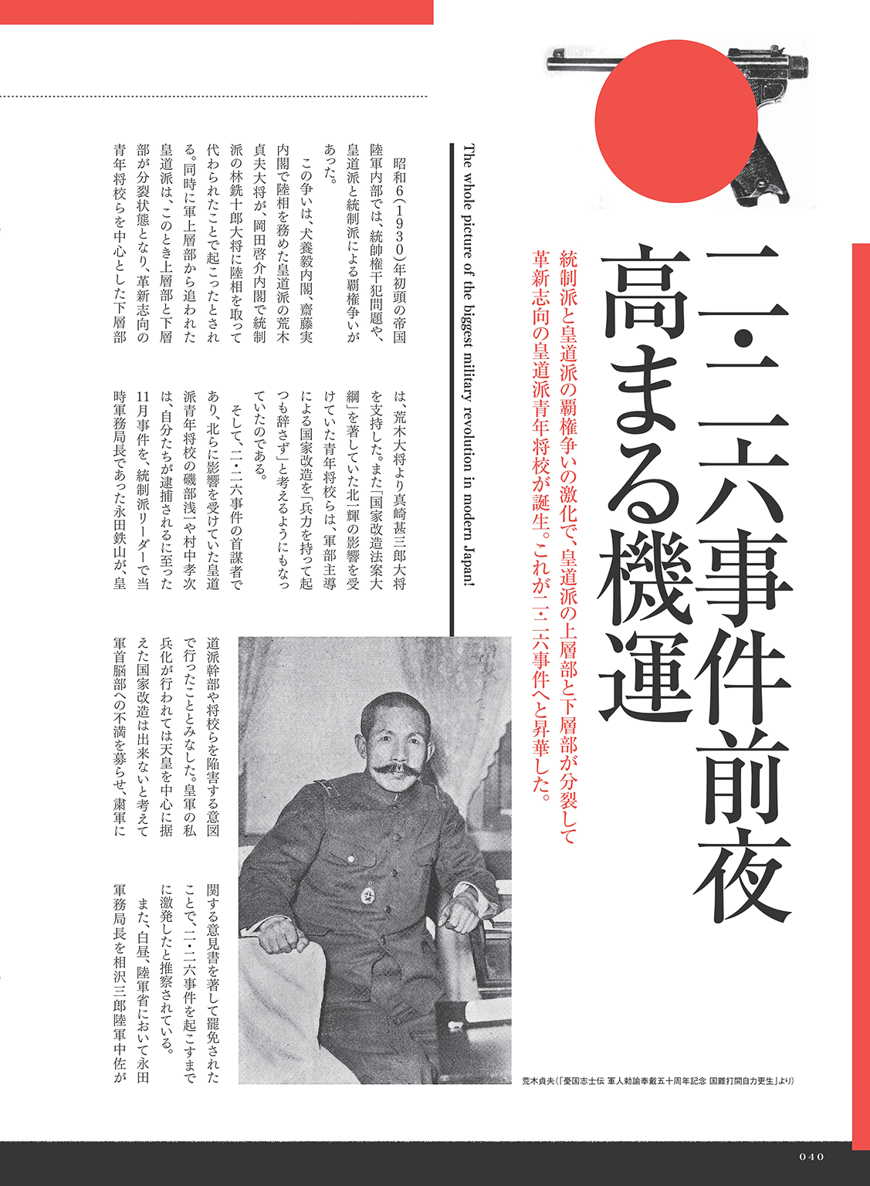 二・二六事件前夜
高まる機運
統制派と皇道派の覇権争いの激化で、皇道派の上層部と下層部が分裂して
革新志向の皇道派青年将校が誕生。これが二・二六事件へと昇華した。
The whole picture of the biggest military revolution in modern Japan!
　昭和6(1930)年初頭の帝国
陸軍内部では、統帥権干犯問題や、
皇道派と統制派による覇権争いが
あった。
　この争いは、犬養毅内閣、齋藤実
内閣で陸相を務めた皇道派の荒木
貞夫大将が、岡田啓介内閣で統制
派の林銑十郎大将に陸相を取って
代わられたことで起こったとされ
る。同時に軍上層部から追われた
皇道派は、このとき上層部と下層
部が分裂状態となり、革新志向の
青年将校らを中心とした下層部
は、荒木大将より真崎甚三郎大将
を支持した。また「国家改造法案大
綱」を著していた北一輝の影響を受
けていた青年将校らは、軍部主導
による国家改造を「兵力を持って起
つも辞さず」と考えるようにもなっ
ていたのである。
　そして、二・二六事件の首謀者で
あり、北らに影響を受けていた皇道
派青年将校の磯部浅一や村中孝次
は、自分たちが逮捕されるに至った
11月事件を、統制派リーダーで当
時軍務局長であった永田鉄山が、皇
道派幹部や将校らを陥害する意図
で行ったこととみなした。皇軍の私
兵化が行われては天皇を中心に据
えた国家改造は出来ないと考えて
軍首脳部への不満を募らせ、粛軍に
関する意見書を著して罷免された
ことで、二・二六事件を起こすまで
に激発したと推察されている。
　また、白昼、陸軍省において永田
軍務局長を相沢三郎陸軍中佐が
荒木貞夫(「憂国志士伝 軍人勅諭奉戴五十周年記念 国難打開自力更生」より)
040